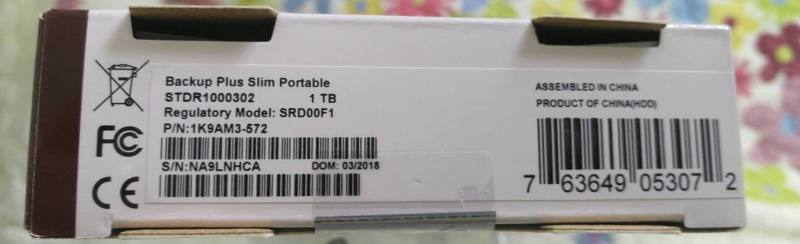 Backup Plus Slim Portable
STDR1000302 1 TB
Regulatory Model: SRD00F1
P/N:1K9AM3-572
S/N:NA9LNHCA DOM: 03/2018
FC
CE
ASSEMBLED IN CHINA
PRODUCT OF CHINA(HDD)
7 63649 05307 2